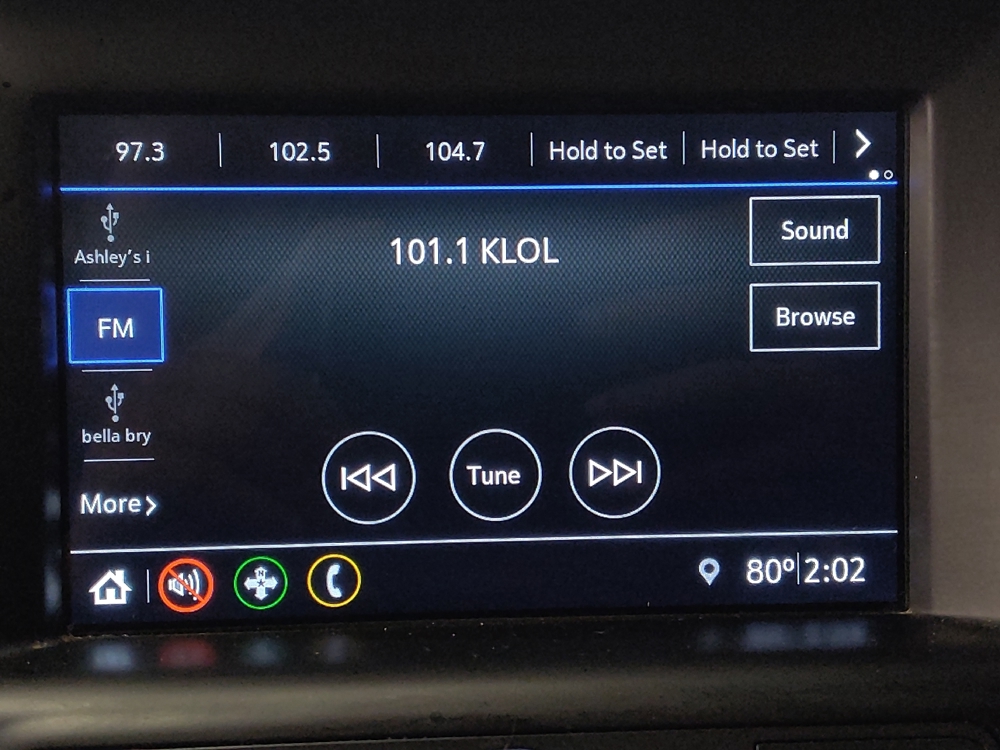 97.3
102.5
104.7
Hold to Set
Hold to Set
Ashley's i
101.1 KLOL
Sound
FM
Browse
bella bry
Tune
More
N
80° 2:02